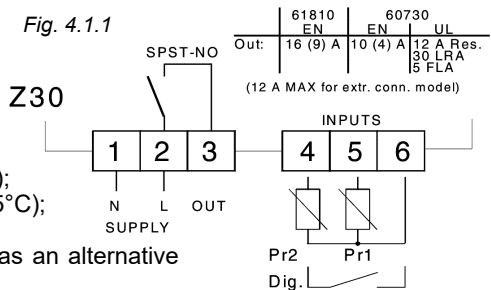 Fig. 4.1.1
61810 60730
EN EN UL
Out: 16 (9) A 10 (4) A 12 A Res.
30 LRA
5 FLA
(12 A MAX for extr. conn. model)
SPST-NO
Z30
INPUTS
1 2 3 4 5 6
);
N L OUT
5°C);
SUPPLY
as an alternative
Pr2 Pr1
Dig.